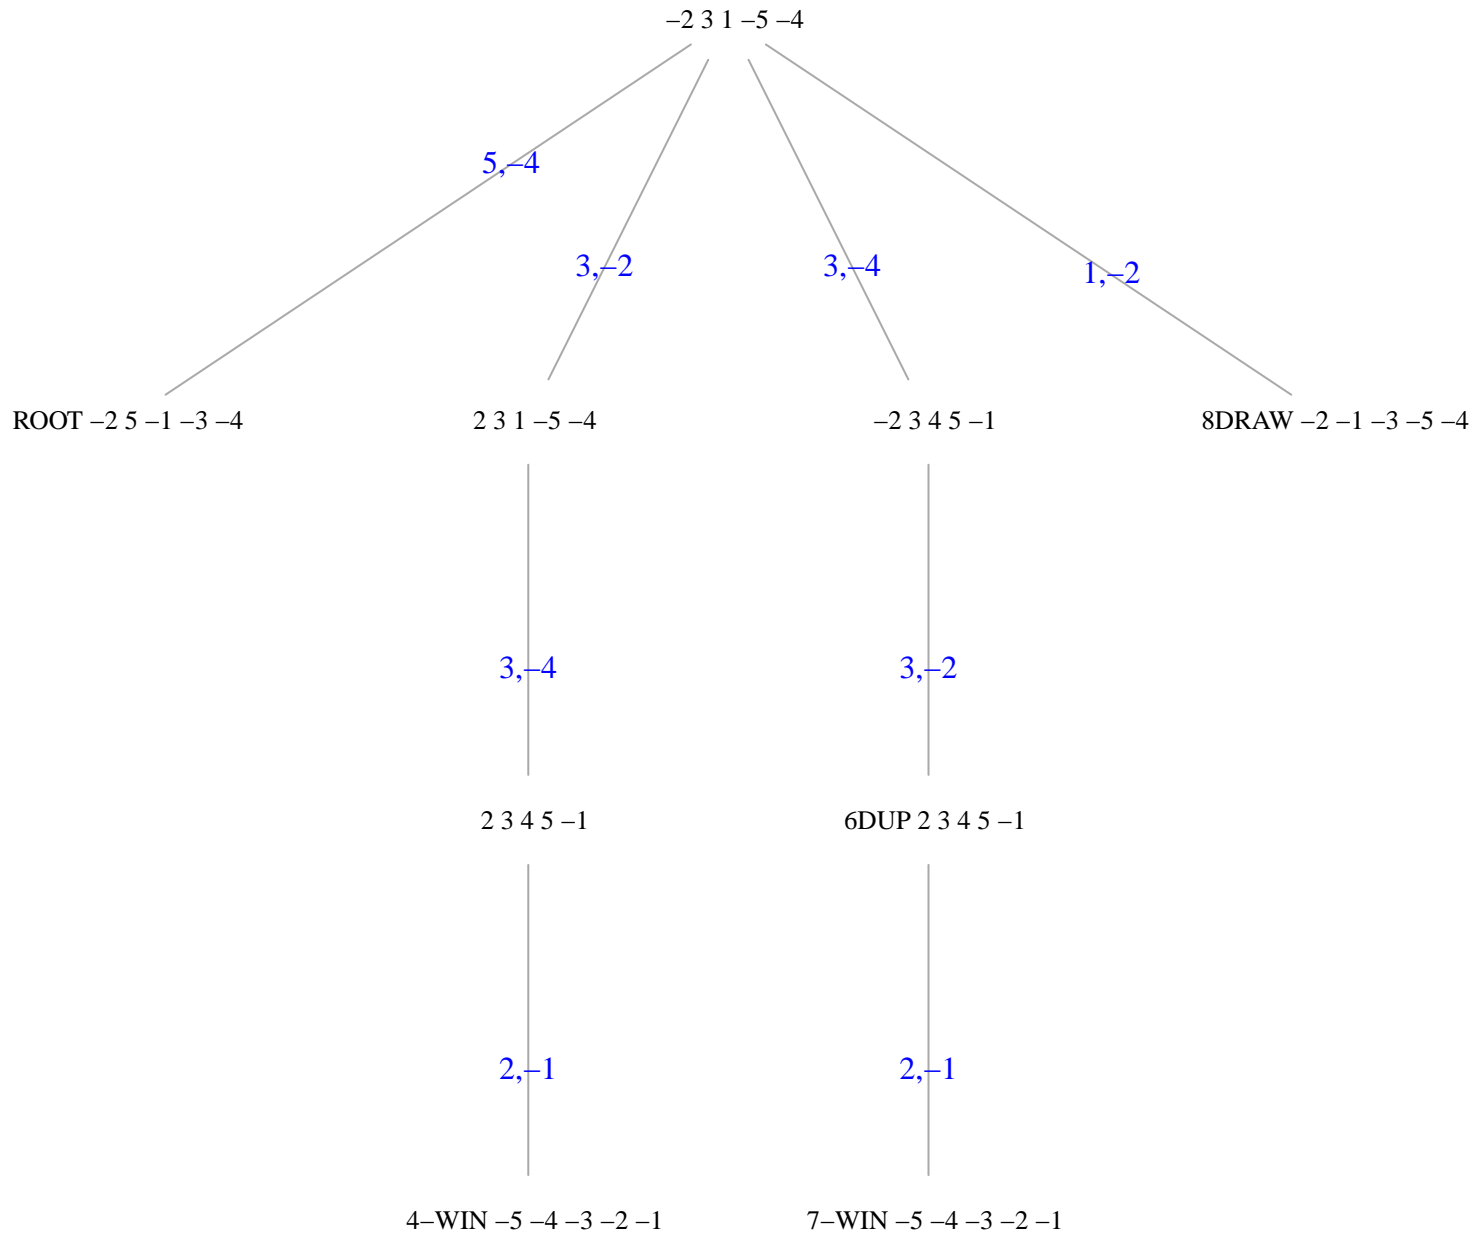 –2 3 1 –5 –4
5,–4
3,–2
3,–4
1,–2
ROOT –2 5 –1 –3 –4
2 3 1 –5 –4
–2 3 4 5 –1
8DRAW –2 –1 –3 –5 –4
3,–4
3,–2
2 3 4 5 –1
6DUP 2 3 4 5 –1
2,–1
2,–1
4–WIN –5 –4 –3 –2 –1
7–WIN –5 –4 –3 –2 –1